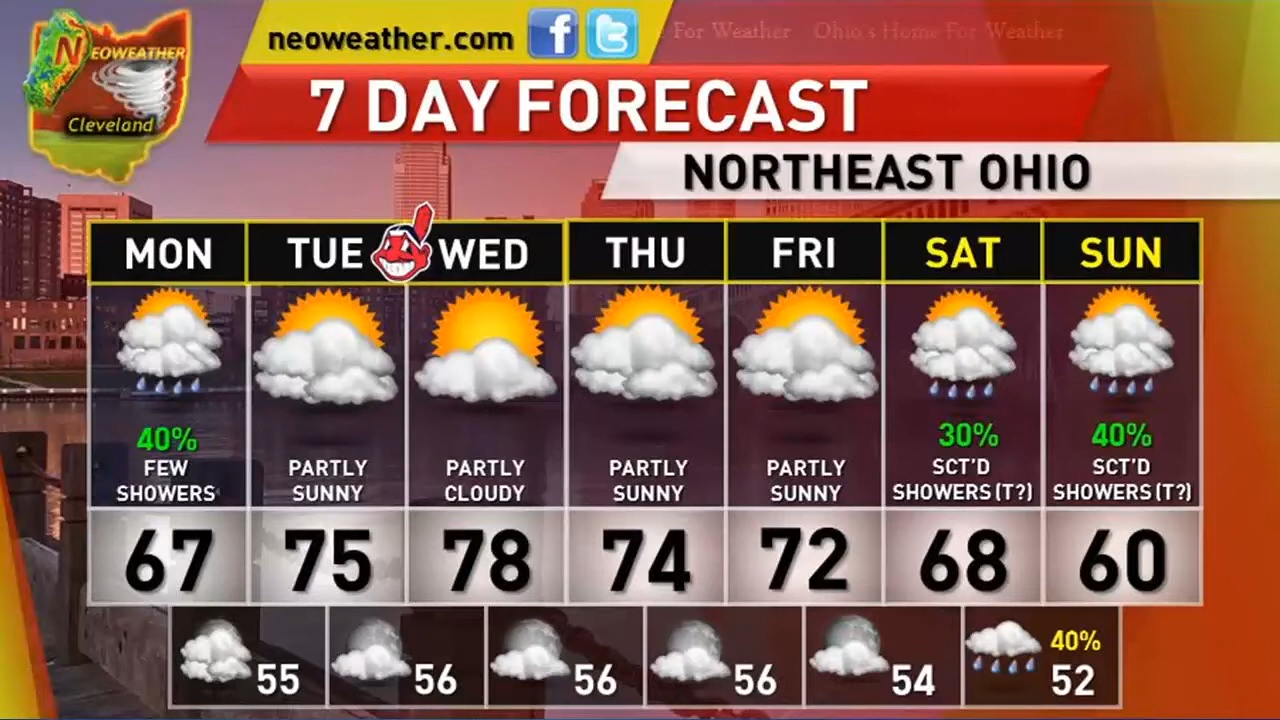 NEOWEATHER
Cleveland
neoweather.com
For Weather Ohio's Home For Weather
7 DAY FORECAST
NORTHEAST OHIO
MON TUE WED THU FRI SAT SUN
40% 30% 40%
FEW PARTLY PARTLY PARTLY PARTLY SCT'D SCT'D
SHOWERS SUNNY CLOUDY SUNNY SUNNY SHOWERS (T?) SHOWERS (T?)
67 75 78 74 72 68 60
40%
55 56 56 56 54 52